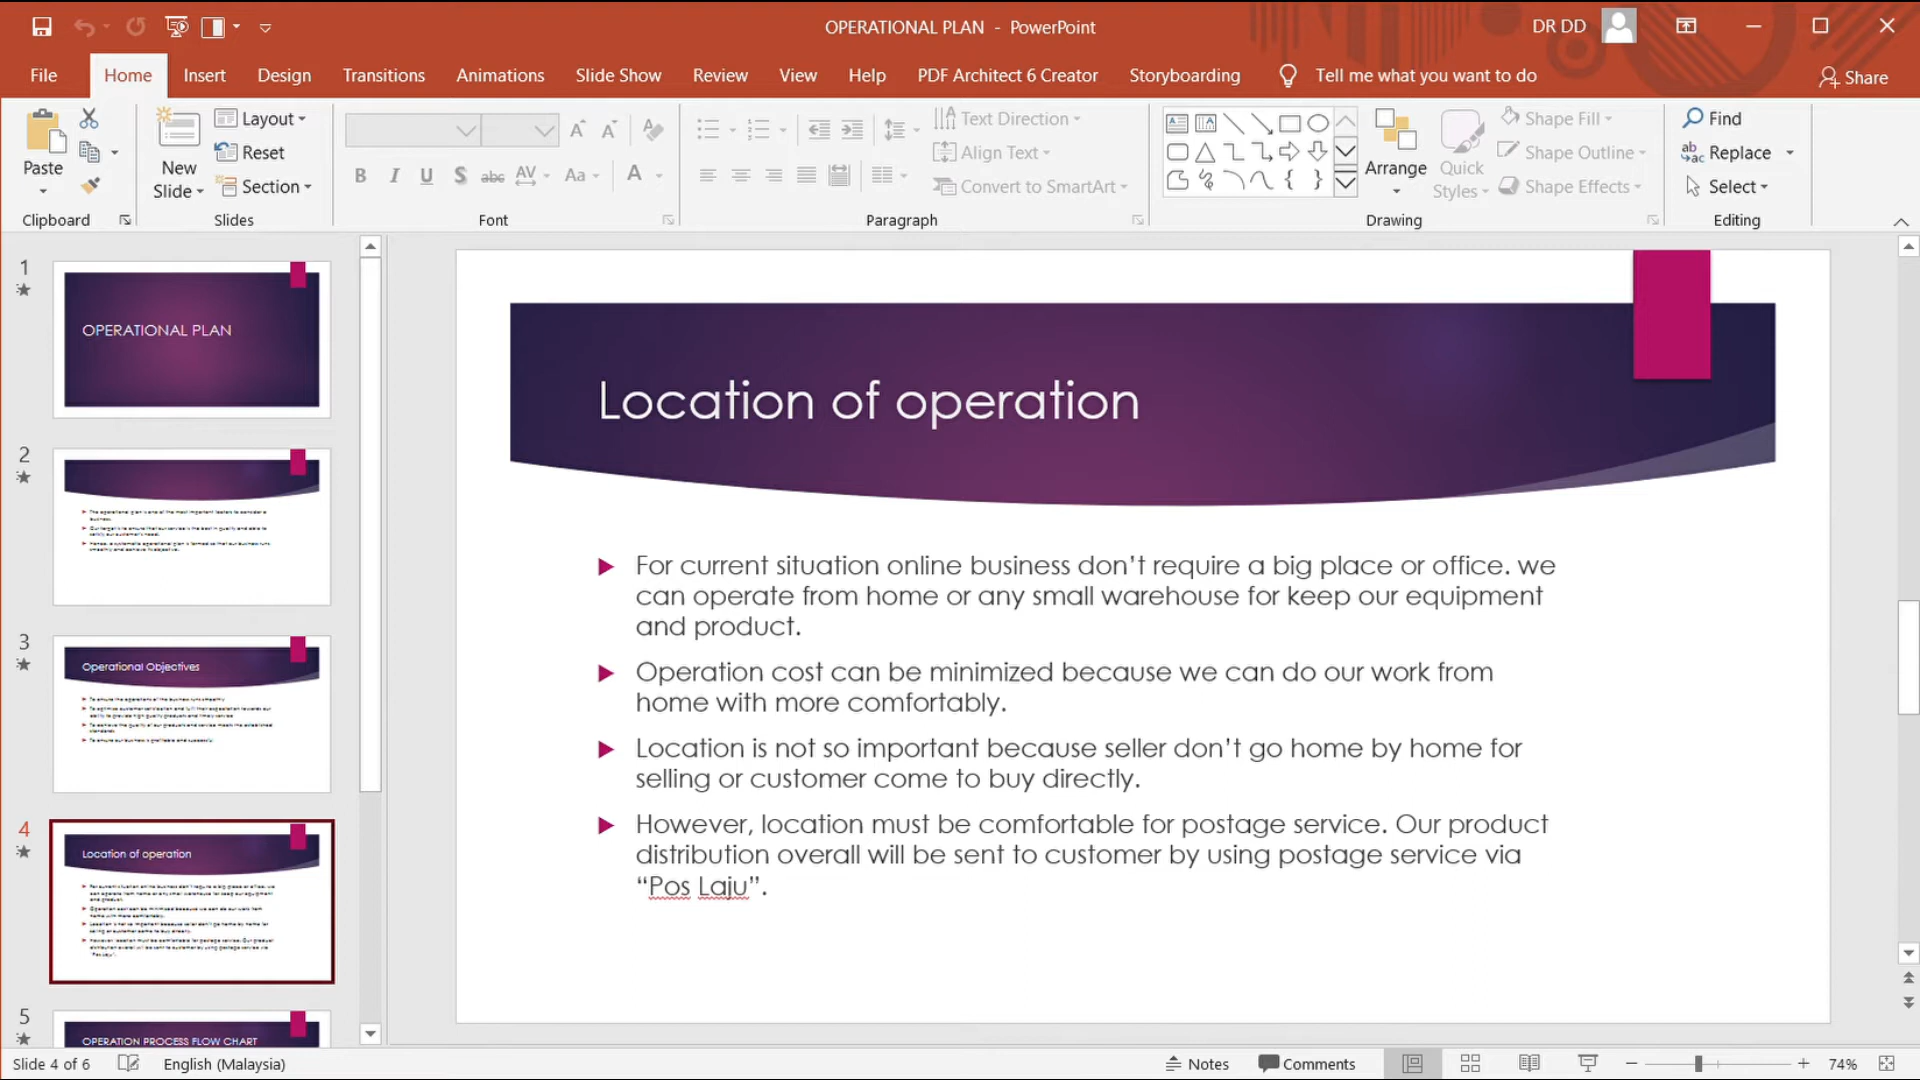 OPERATIONAL PLAN - PowerPoint
DR DD
File Home Insert Design Transitions Animations Slide Show Review View Help PDF Architect 6 Creator Storyboarding Tell me what you want to do Share
Paste
Clipboard
New Slide
Layout
Reset
Section
Slides
B I U S abc AV Aa A
Font
Text Direction
Align Text
Convert to SmartArt
Paragraph
Arrange
Quick Styles
Shape Fill
Shape Outline
Shape Effects
Drawing
Find
Replace
Select
Editing
1
OPERATIONAL PLAN
2
3
Operational Objectives
4
Location of operation
5
OPERATION PROCESS FLOW CHART
Location of operation
For current situation online business don’t require a big place or office. we
can operate from home or any small warehouse for keep our equipment
and product.
Operation cost can be minimized because we can do our work from
home with more comfortably.
Location is not so important because seller don’t go home by home for
selling or customer come to buy directly.
However, location must be comfortable for postage service. Our product
distribution overall will be sent to customer by using postage service via
“Pos Laju”.
Slide 4 of 6 English (Malaysia) Notes Comments 74%